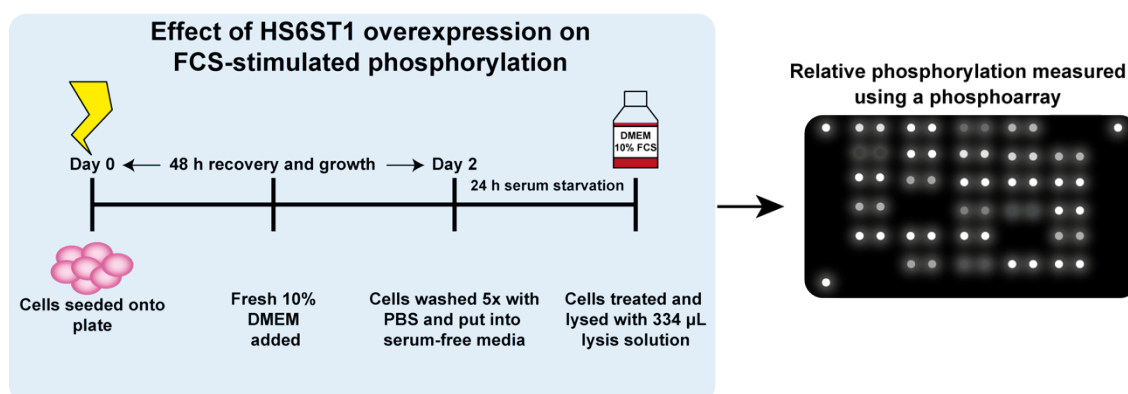 Effect of HS6ST1 overexpression on
FCS-stimulated phosphorylation
DMEM
10% FCS
Day 0
48 h recovery and growth
Day 2
24 h serum starvation
Cells seeded onto
plate
Fresh 10%
DMEM
added
Cells washed 5x with
PBS and put into
serum-free media
Cells treated and
lysed with 334 µL
lysis solution
Relative phosphorylation measured
using a phosphoarray